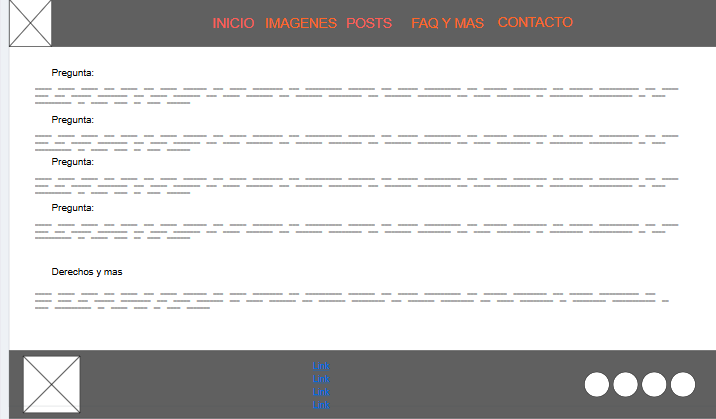 INICIO IMAGENES POSTS FAQ Y MAS CONTACTO
Pregunta:
Pregunta:
Pregunta:
Pregunta:
Derechos y mas
Link
Link
Link
Link